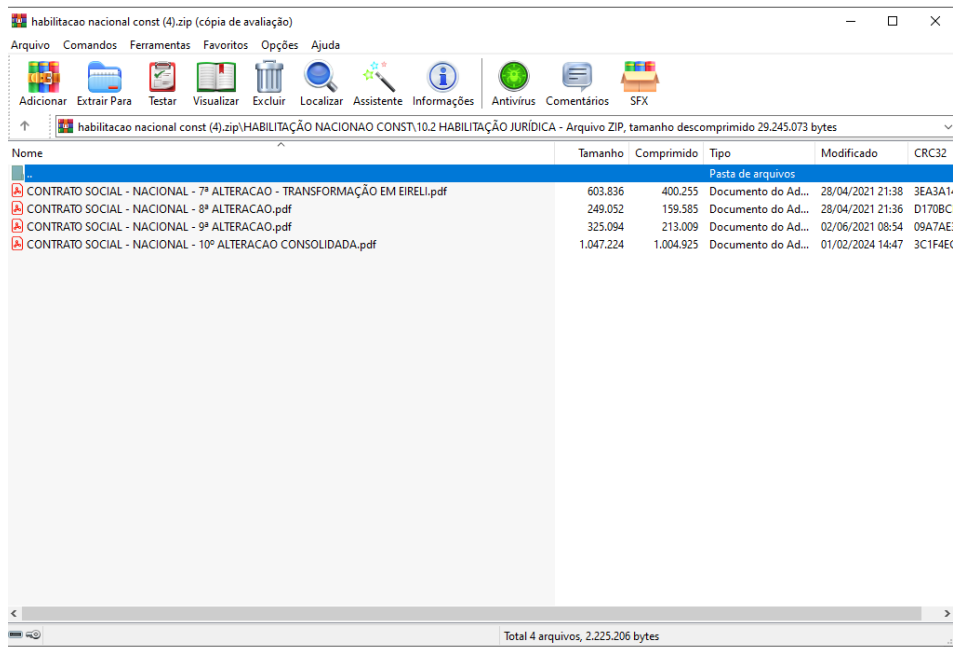 habilitacao nacional const (4).zip (cópia de avaliação)
Arquivo Comandos Ferramentas Favoritos Opções Ajuda
Adicionar Extrair Para Testar Visualizar Excluir Localizar Assistente Informações Antivírus Comentários SFX
habilitacao nacional const (4).zip\HABILITAÇÃO NACIONAO CONST\10.2 HABILITAÇÃO JURÍDICA - Arquivo ZIP, tamanho descomprimido 29.245.073 bytes
Nome Tamanho Comprimido Tipo Modificado CRC32
.. Pasta de arquivos
CONTRATO SOCIAL - NACIONAL - 7ª ALTERACAO - TRANSFORMAÇÃO EM EIRELI.pdf 603.836 400.255 Documento do Ad... 28/04/2021 21:38 3EA3A14
CONTRATO SOCIAL - NACIONAL - 8ª ALTERACAO.pdf 249.052 159.585 Documento do Ad... 28/04/2021 21:36 D170BC
CONTRATO SOCIAL - NACIONAL - 9ª ALTERACAO.pdf 325.094 213.009 Documento do Ad... 02/06/2021 08:54 09A7AE
CONTRATO SOCIAL - NACIONAL - 10º ALTERACAO CONSOLIDADA.pdf 1.047.224 1.004.925 Documento do Ad... 01/02/2024 14:47 3C1F4E
Total 4 arquivos, 2.225.206 bytes